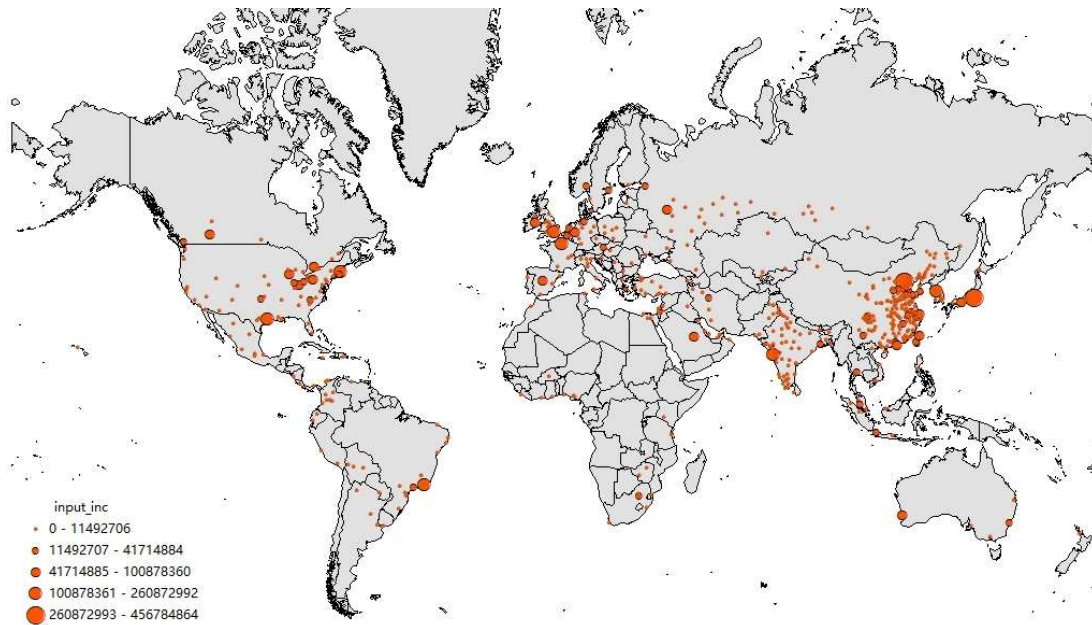 input_inc
0 - 11492706
11492707 - 41714884
41714885 - 100878360
100878361 - 260872992
260872993 - 456784864